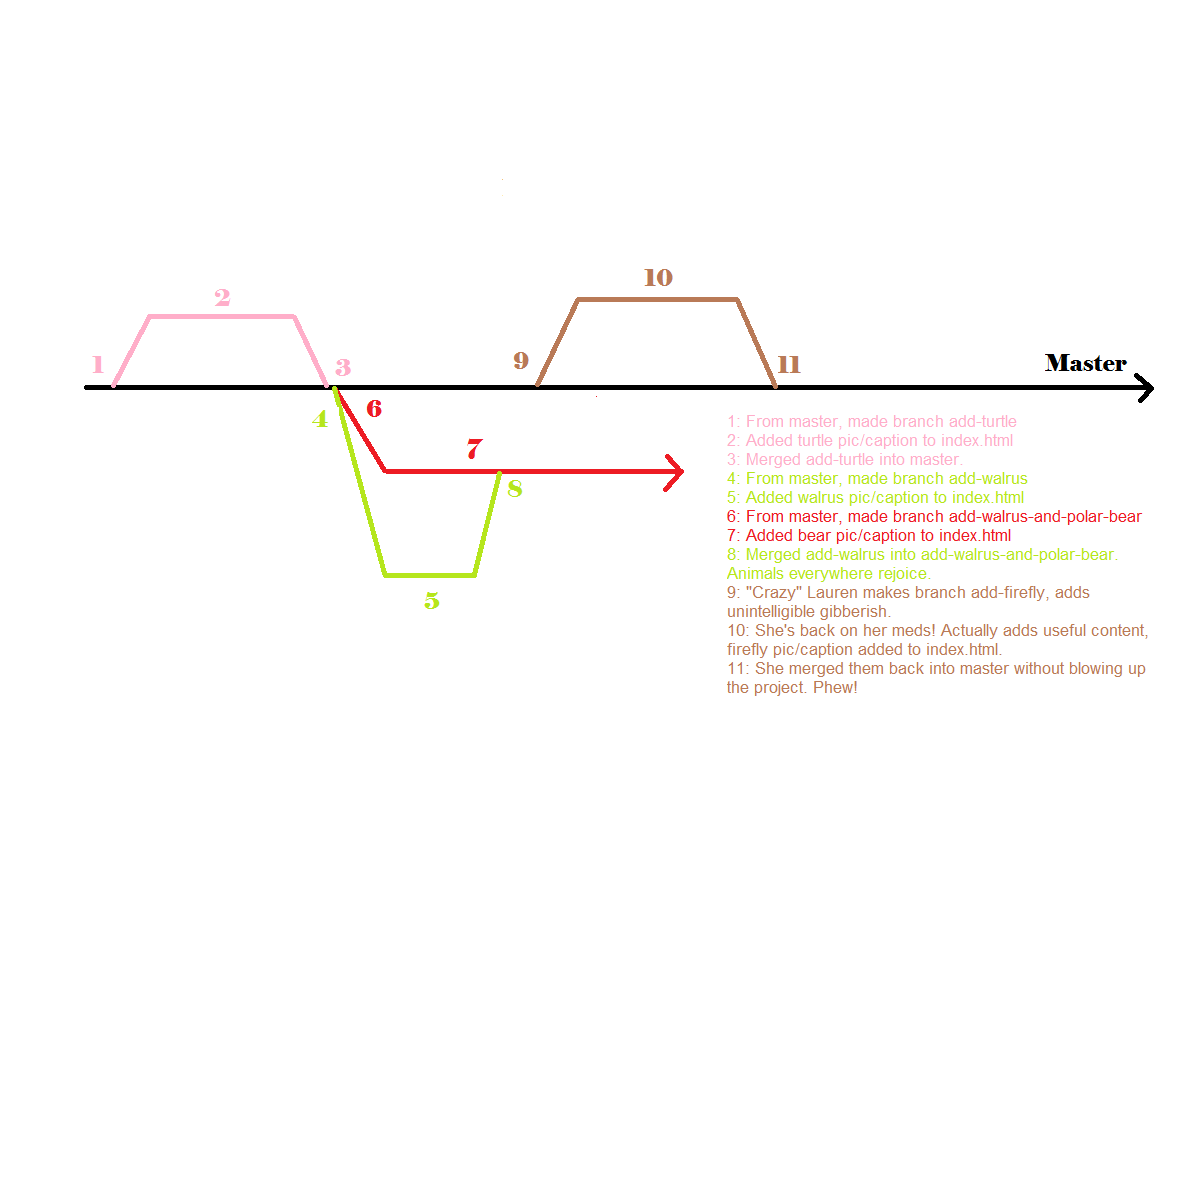 10
2
9
11
Master
1
3
6
4
1: From master, made branch add-turtle
2: Added turtle pic/caption to index.html
3: Merged add-turtle into master.
4: From master, made branch add-walrus
5: Added walrus pic/caption to index.html
6: From master, made branch add-walrus-and-polar-bear
7: Added bear pic/caption to index.html
8: Merged add-walrus into add-walrus-and-polar-bear.
Animals everywhere rejoice.
9: "Crazy" Lauren makes branch add-firefly, adds
unintelligible gibberish.
10: She's back on her meds! Actually adds useful content,
firefly pic/caption added to index.html.
11: She merged them back into master without blowing up
the project. Phew!
7
8
5